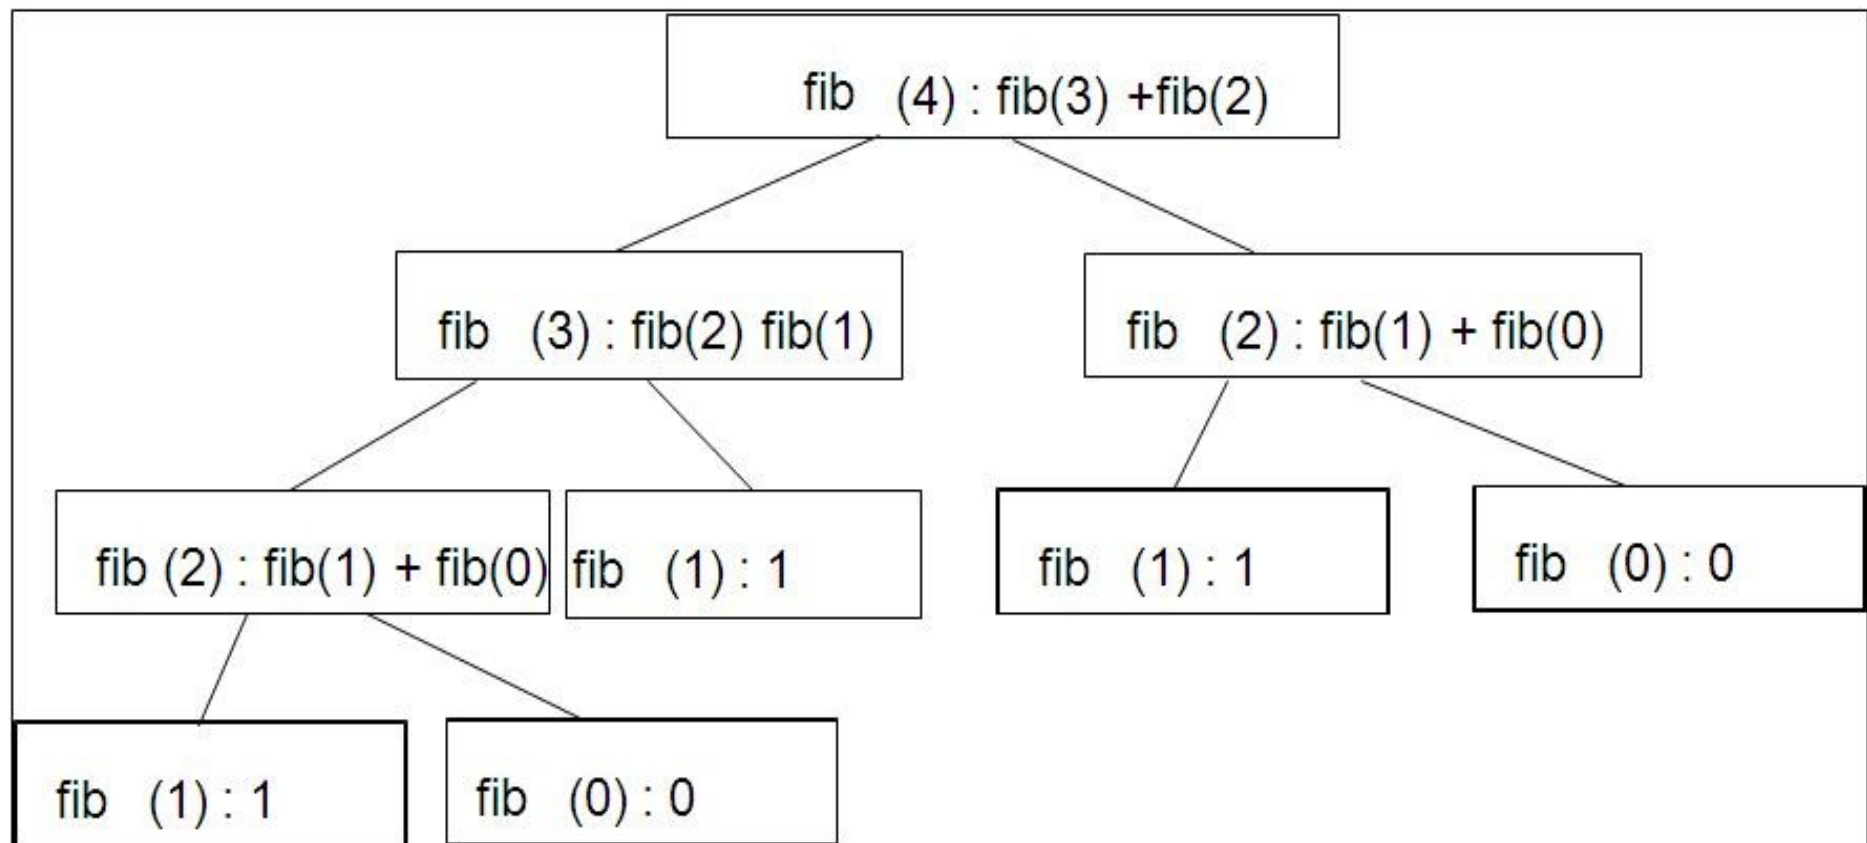 fib (4) : fib(3) +fib(2)
fib (3) : fib(2) fib(1)
fib (2) : fib(1) + fib(0)
fib (2) : fib(1) + fib(0)
fib (1) : 1
fib (1) : 1
fib (0) : 0
fib (1) : 1
fib (0) : 0